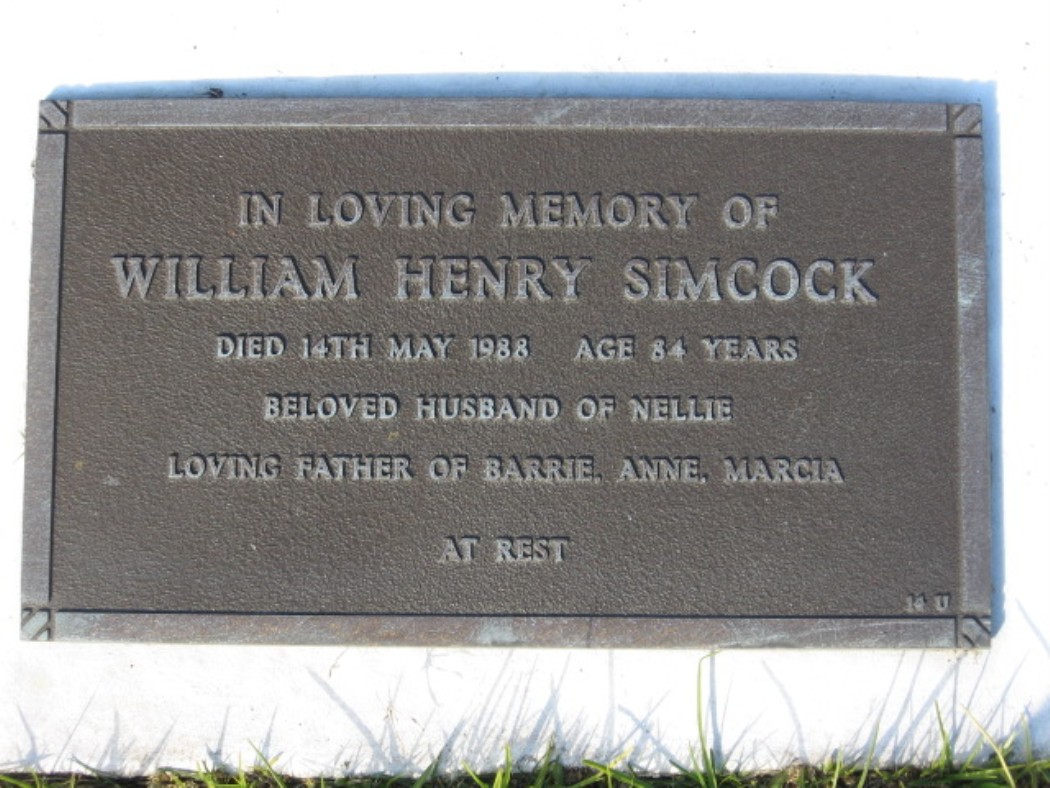 IN LOVING MEMORY OF
WILLIAM HENRY SIMCOCK
DIED 14TH MAY 1988 AGE 84 YEARS
BELOVED HUSBAND OF NELLIE
LOVING FATHER OF BARRIE, ANNE, MARCIA
AT REST
14 U